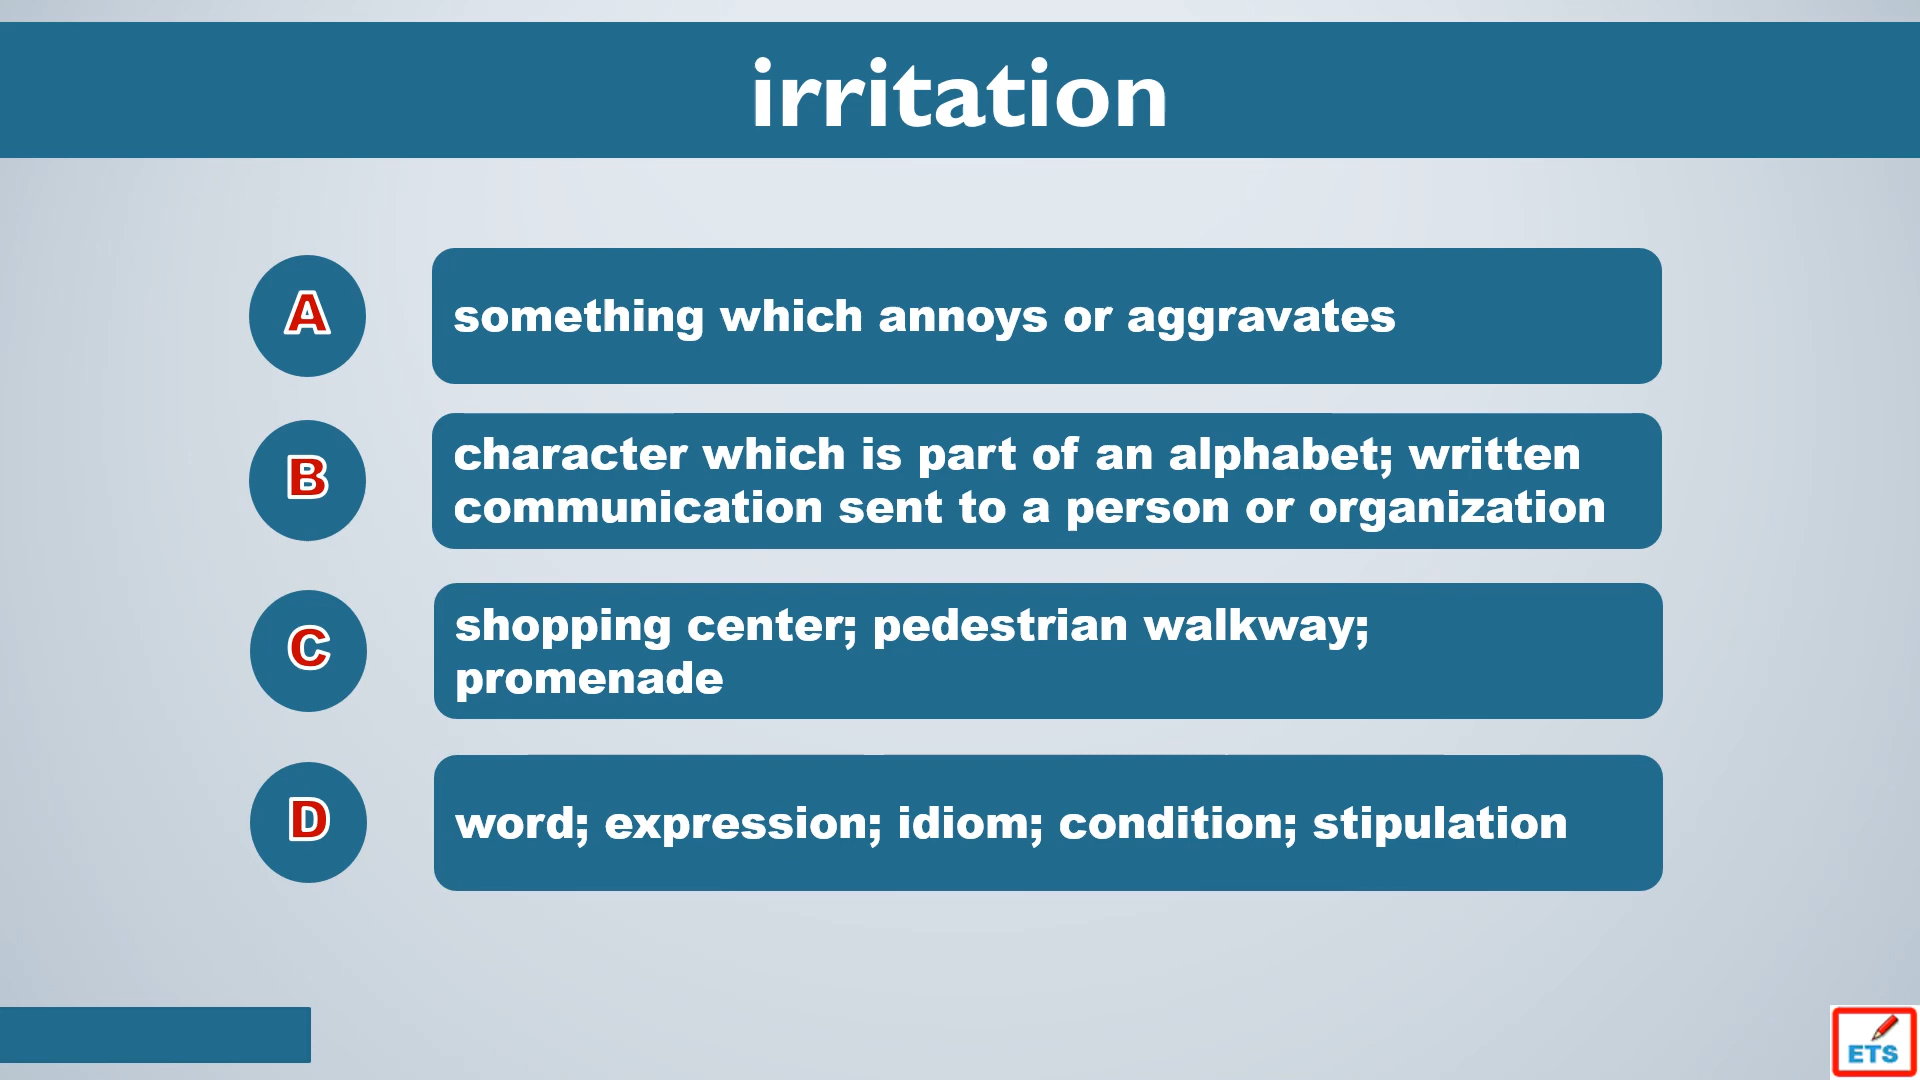 irritation
A
something which annoys or aggravates
B
character which is part of an alphabet; written
communication sent to a person or organization
C
shopping center; pedestrian walkway;
promenade
D
word; expression; idiom; condition; stipulation
ETS